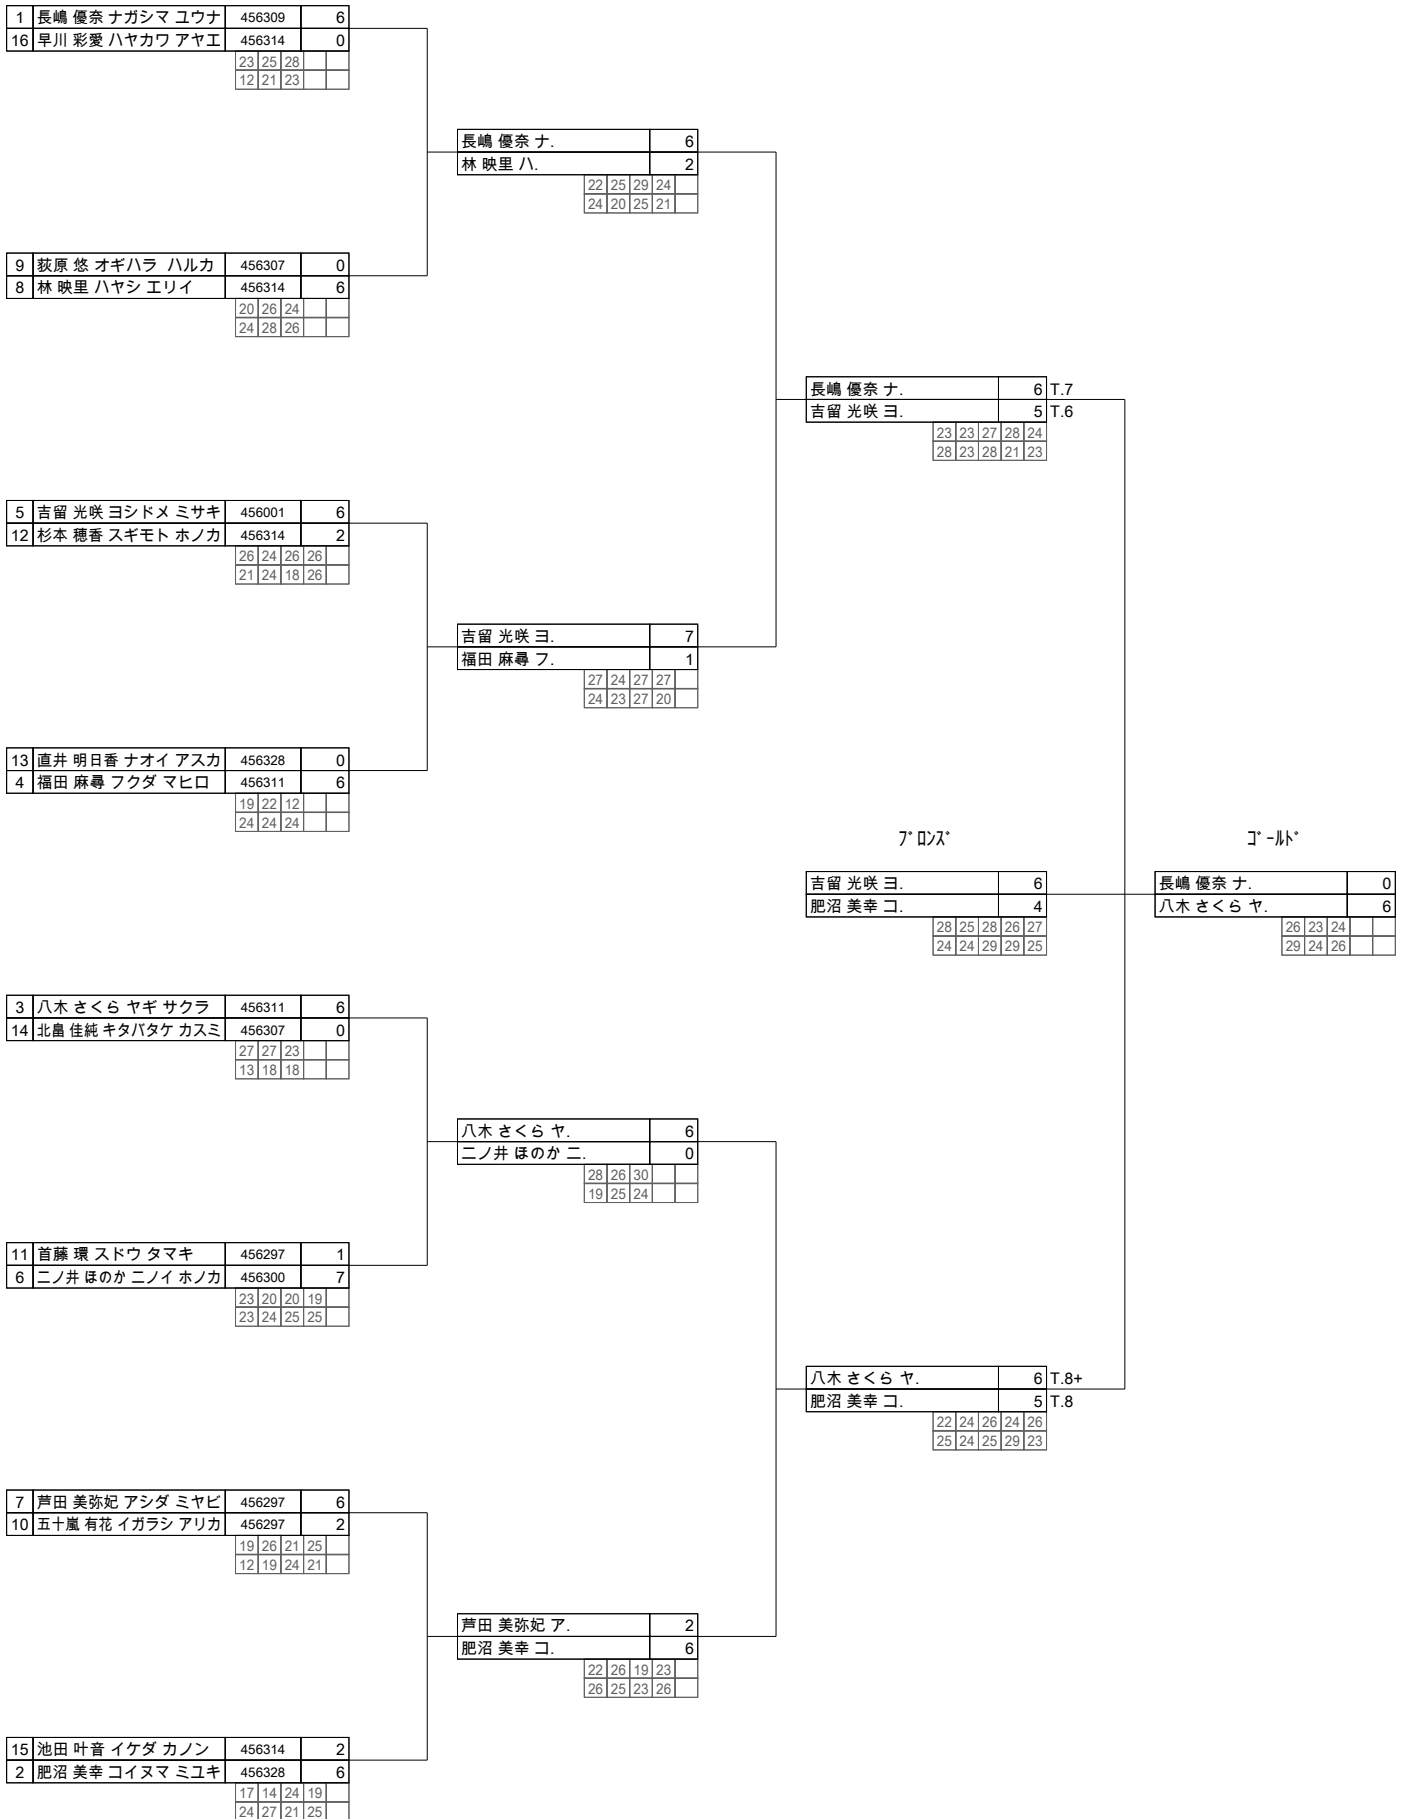 1 長嶋 優奈 ナガシマ ユウナ 456309 6
16 早川 彩愛 ハヤカワ アヤエ 456314 0
23 25 28
12 21 23
長嶋 優奈 ナ. 6
林 映里 ハ. 2
22 25 29 24
24 20 25 21
9 荻原 悠 オギハラ ハルカ 456307 0
8 林 映里 ハヤシ エリイ 456314 6
20 26 24
24 28 26
長嶋 優奈 ナ. 6 T.7
吉留 光咲 ヨ. 5 T.6
23 23 27 28 24
28 23 28 21 23
5 吉留 光咲 ヨシドメ ミサキ 456001 6
12 杉本 穂香 スギモト ホノカ 456314 2
26 24 26 26
21 24 18 26
吉留 光咲 ヨ. 7
福田 麻尋 フ. 1
27 24 27 27
24 23 27 20
13 直井 明日香 ナオイ アスカ 456328 0
4 福田 麻尋 フクダ マヒロ 456311 6
19 22 12
24 24 24
ブロンズ ゴールド
吉留 光咲 ヨ. 6
肥沼 美幸 コ. 4
28 25 28 26 27
24 24 29 29 25
長嶋 優奈 ナ. 0
八木 さくら ヤ. 6
26 23 24
29 24 26
3 八木 さくら ヤギ サクラ 456311 6
14 北畠 佳純 キタバタケ カスミ 456307 0
27 27 23
13 18 18
八木 さくら ヤ. 6
二ノ井 ほのか ニ. 0
28 26 30
19 25 24
11 首藤 環 スドウ タマキ 456297 1
6 二ノ井 ほのか ニノイ ホノカ 456300 7
23 20 20 19
23 24 25 25
八木 さくら ヤ. 6 T.8+
肥沼 美幸 コ. 5 T.8
22 24 26 24 26
25 24 25 29 23
7 芦田 美弥妃 アシダ ミヤビ 456297 6
10 五十嵐 有花 イガラシ アリカ 456297 2
19 26 21 25
12 19 24 21
芦田 美弥妃 ア. 2
肥沼 美幸 コ. 6
22 26 19 23
26 25 23 26
15 池田 叶音 イケダ カノン 456314 2
2 肥沼 美幸 コイヌマ ミユキ 456328 6
17 14 24 19
24 27 21 25